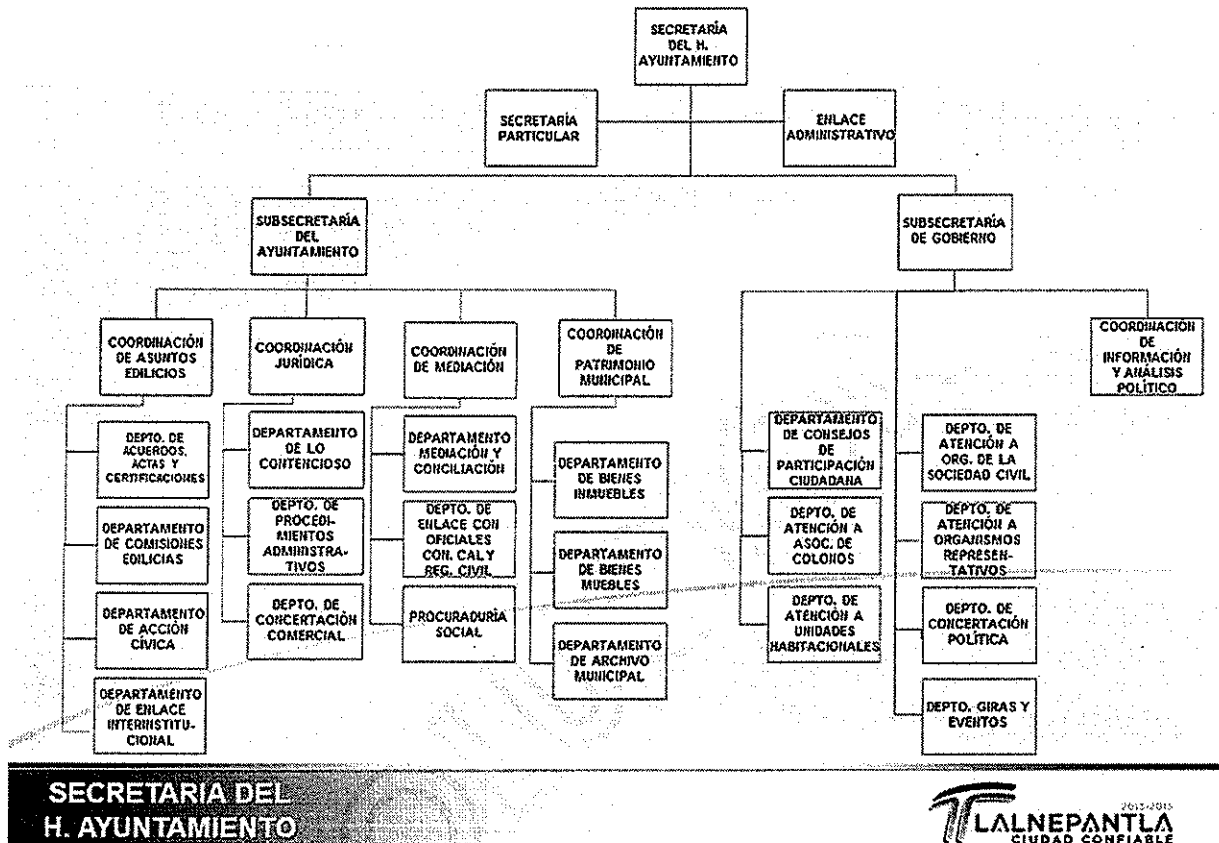 SECRETARÍA
DEL H.
AYUNTAMIENTO
SECRETARÍA
PARTICULAR
ENLACE
ADMINISTRATIVO
SUBSECRETARÍA
DEL
AYUNTAMIENTO
SUBSECRETARÍA
DE GOBIERNO
COORDINACIÓN
DE ASUNTOS
EDILICIOS
COORDINACIÓN
JURÍDICA
COORDINACIÓN
DE MEDIACIÓN
COORDINACIÓN
DE
PATRIMONIO
MUNICIPAL
COORDINACIÓN
DE
INFORMACIÓN
Y ANÁLISIS
POLÍTICO
DEPTO. DE
ACUERDOS,
ACTAS Y
CERTIFICACIONES
DEPARTAMENTO
DE COMISIONES
EDILICIAS
DEPARTAMENTO
DE ACCIÓN
CÍVICA
DEPARTAMENTO
DE ENLACE
INTERINSTITU-
CIONAL
DEPARTAMENTO
DE LO
CONTENCIOSO
DEPTO. DE
PROCEDI-
MIENTOS
ADMINISTRA-
TIVOS
DEPTO. DE
CONCERTACIÓN
COMERCIAL
DEPARTAMENTO
MEDIACIÓN Y
CONCILIACIÓN
DEPTO. DE
ENLACE CON
OFICIALES
CON. CAL Y
REG. CIVIL
PROCURADURÍA
SOCIAL
DEPARTAMENTO
DE BIENES
INMUEBLES
DEPARTAMENTO
DE BIENES
MUEBLES
DEPARTAMENTO
DE ARCHIVO
MUNICIPAL
DEPARTAMENTO
DE CONSEJOS
DE
PARTICIPACIÓN
CIUDADANA
DEPTO. DE
ATENCIÓN A
ASOC. DE
COLONOS
DEPTO. DE
ATENCIÓN A
UNIDADES
HABITACIONALES
DEPTO. DE
ATENCIÓN A
ORG. DE LA
SOCIEDAD CIVIL
DEPTO. DE
ATENCIÓN A
ORGANISMOS
REPRESEN-
TATIVOS
DEPTO. DE
CONCERTACIÓN
POLÍTICA
DEPTO. GIRAS Y
EVENTOS
SECRETARÍA DEL
H. AYUNTAMIENTO
2013-2015
TLALNEPANTLA
CIUDAD CONFIABLE